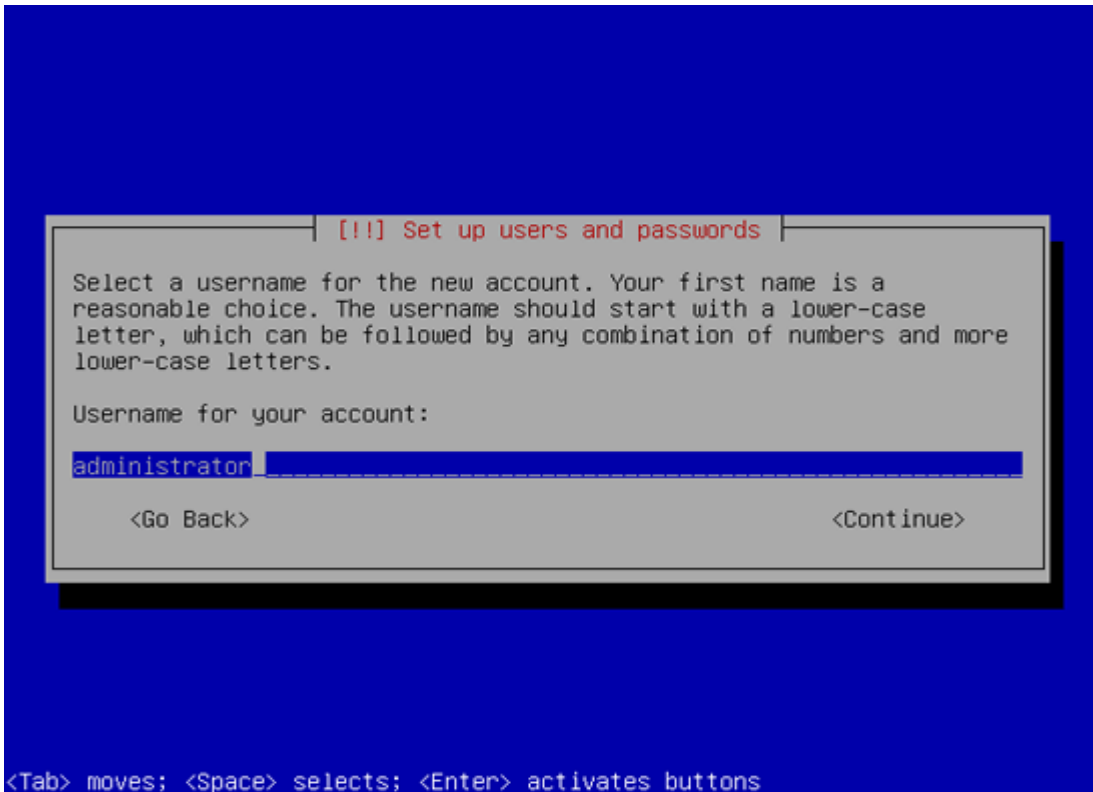 [!!] Set up users and passwords
Select a username for the new account. Your first name is a
reasonable choice. The username should start with a lower-case
letter, which can be followed by any combination of numbers and more
lower-case letters.
Username for your account:
administrator
<Go Back> <Continue>
<Tab> moves; <Space> selects; <Enter> activates buttons